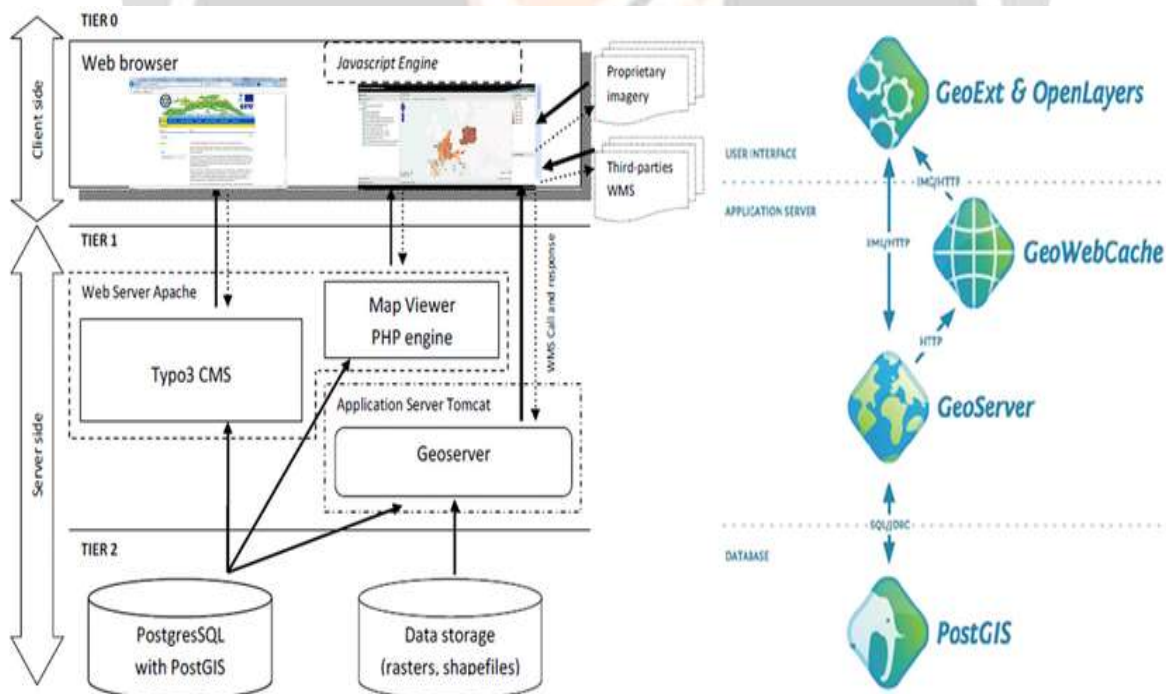 TIER 0
Web browser
Javascript Engine
Proprietary
imagery
Third-parties
WMS
Client side
TIER 1
Web Server Apache
Map Viewer
PHP engine
Typo3 CMS
WMS Call and response
Application Server Tomcat
Geoserver
Server side
TIER 2
PostgresSQL
with PostGIS
Data storage
(rasters, shapefiles)
GeoExt & OpenLayers
USER INTERFACE
IMG/HTTP
APPLICATION SERVER
XML/HTTP
GeoWebCache
HTTP
GeoServer
SQL/JDBC
DATABASE
PostGIS